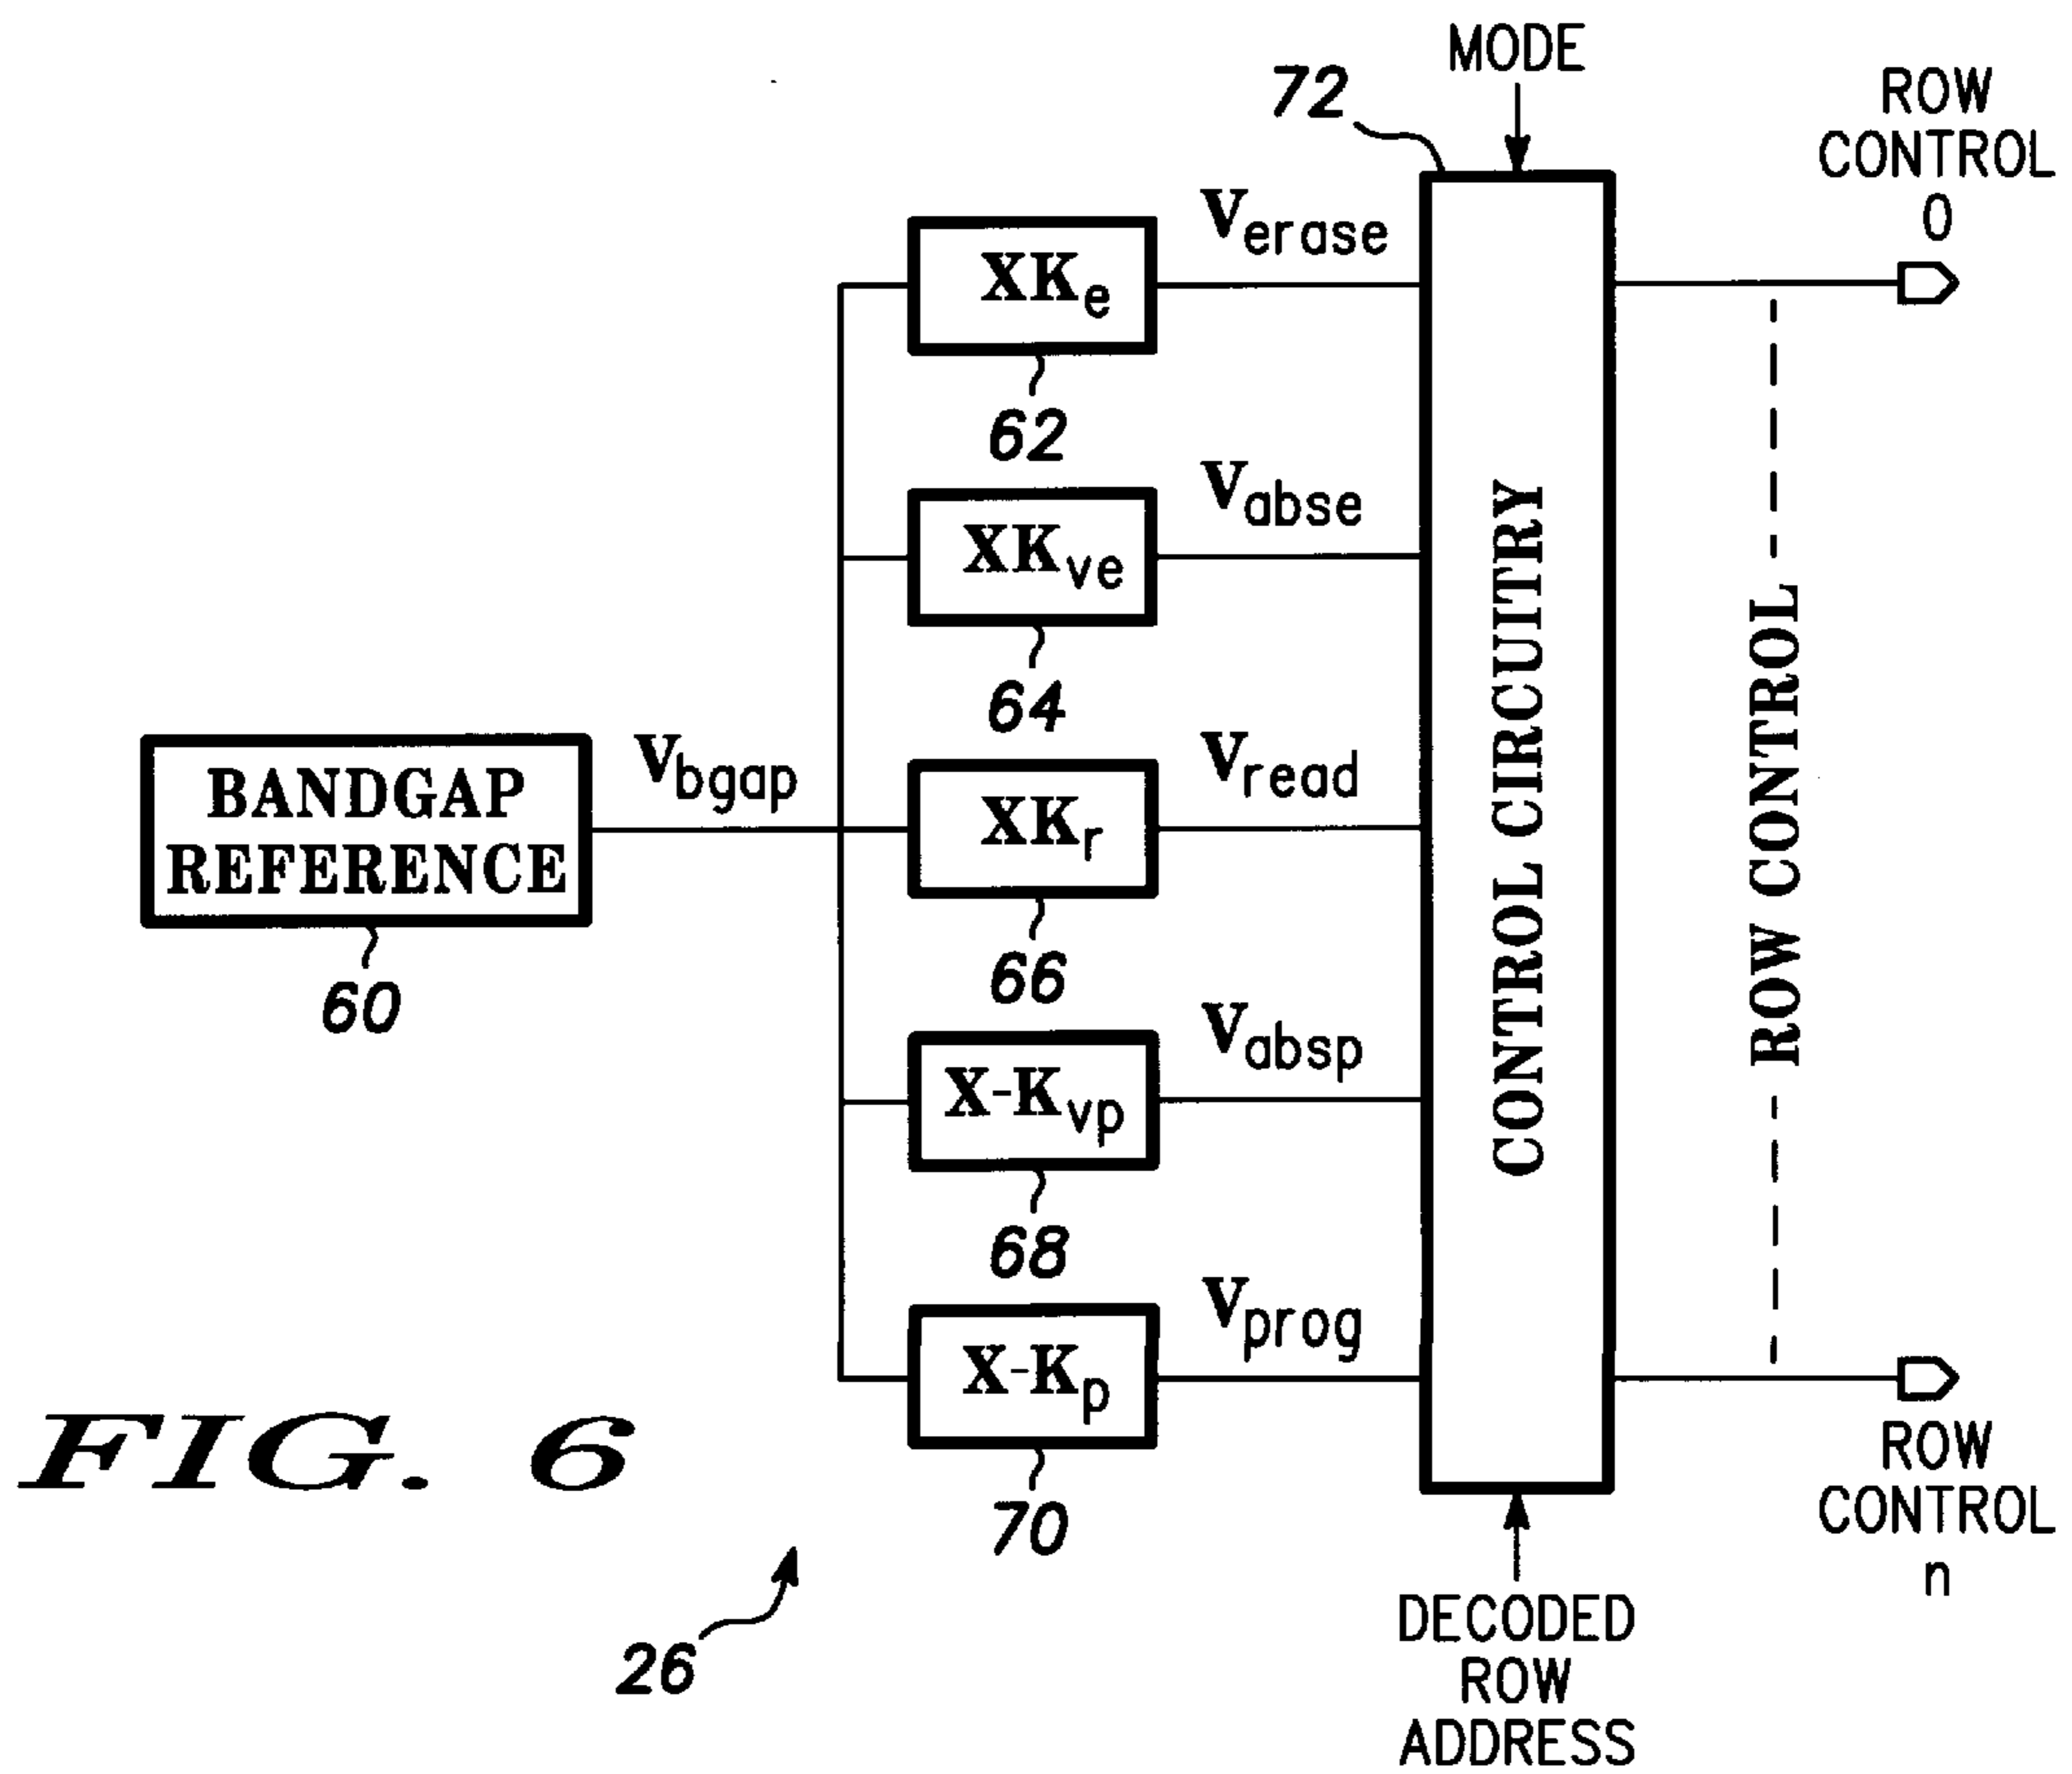 MODE
72
ROW
CONTROL
0
Verase
XKe
62
Vabse
XKve
64
BANDGAP
REFERENCE
60
Vbgap
Vread
XKr
66
Vabsp
X-Kvp
68
Vprog
X-Kp
70
CONTROL CIRCUITRY
ROW CONTROL
ROW
CONTROL
n
DECODED
ROW
ADDRESS
FIG. 6
26